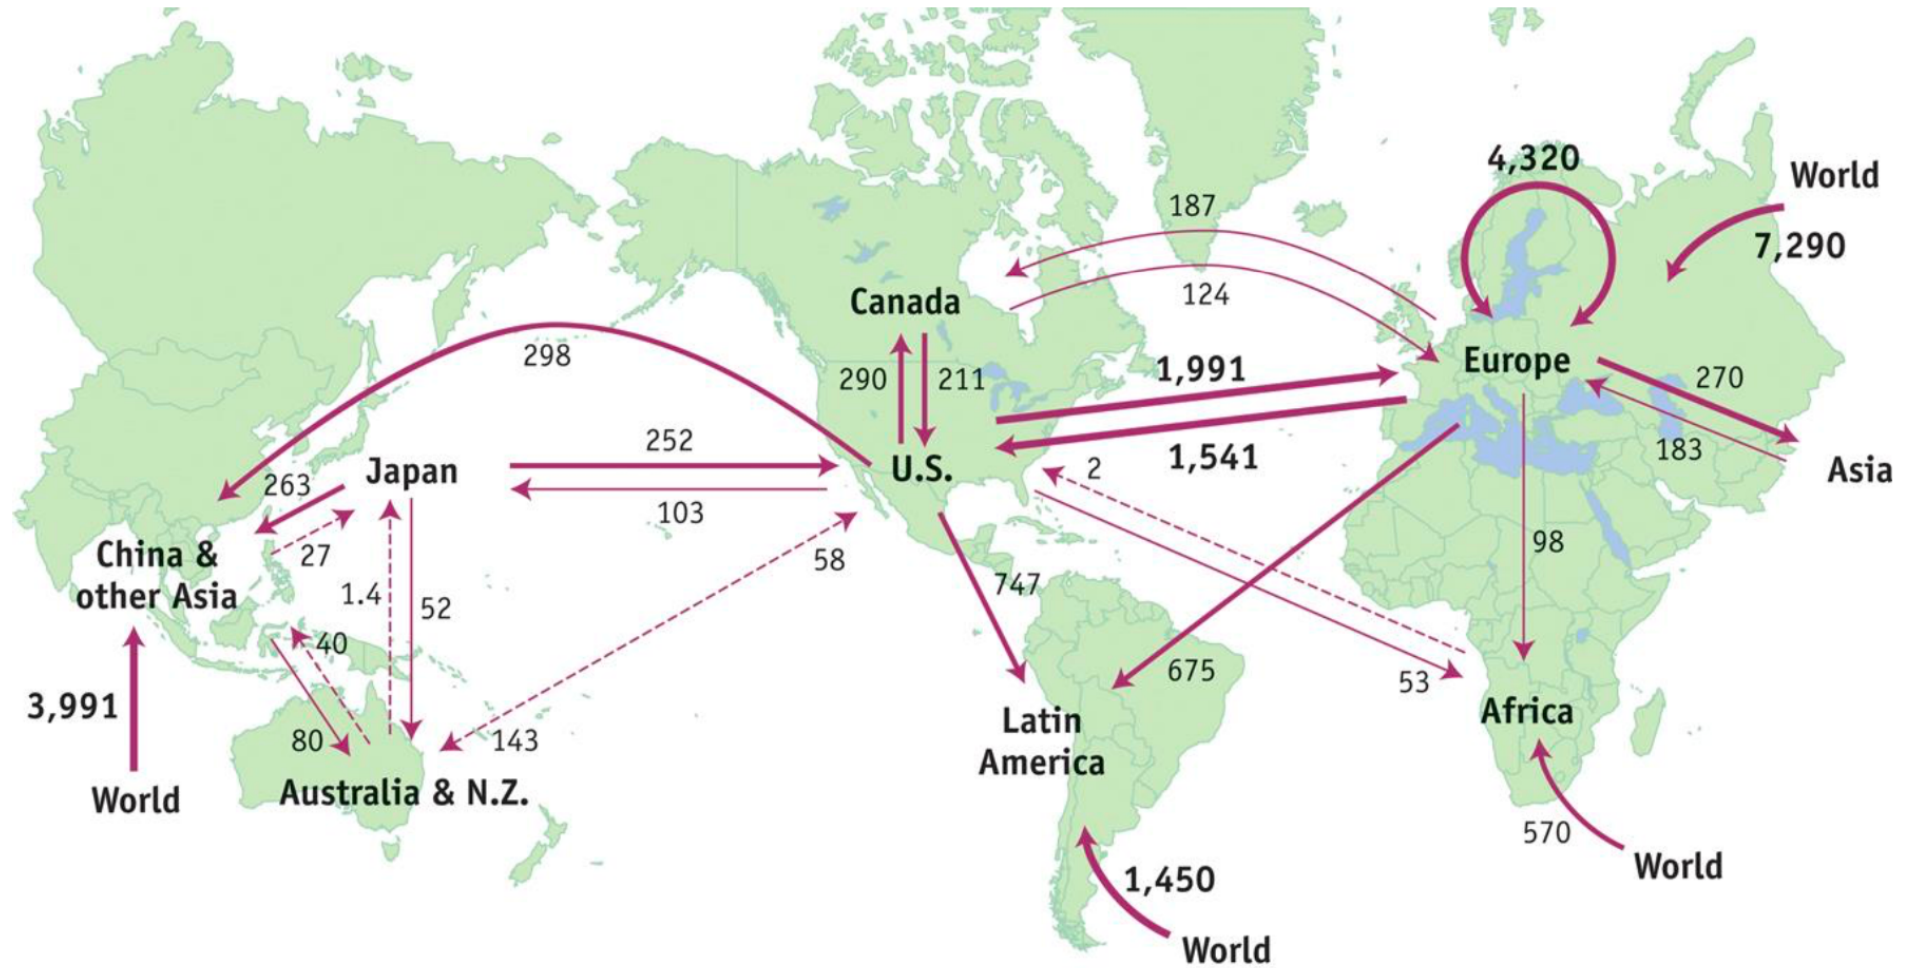 4,320
World
187
7,290
124
Canada
298
290
211
1,991
Europe
270
252
1,541
183
Japan
U.S.
2
Asia
263
103
China &
other Asia
27
58
747
98
1.4
52
40
675
53
3,991
80
143
Latin
America
Africa
World
Australia & N.Z.
570
World
1,450
World